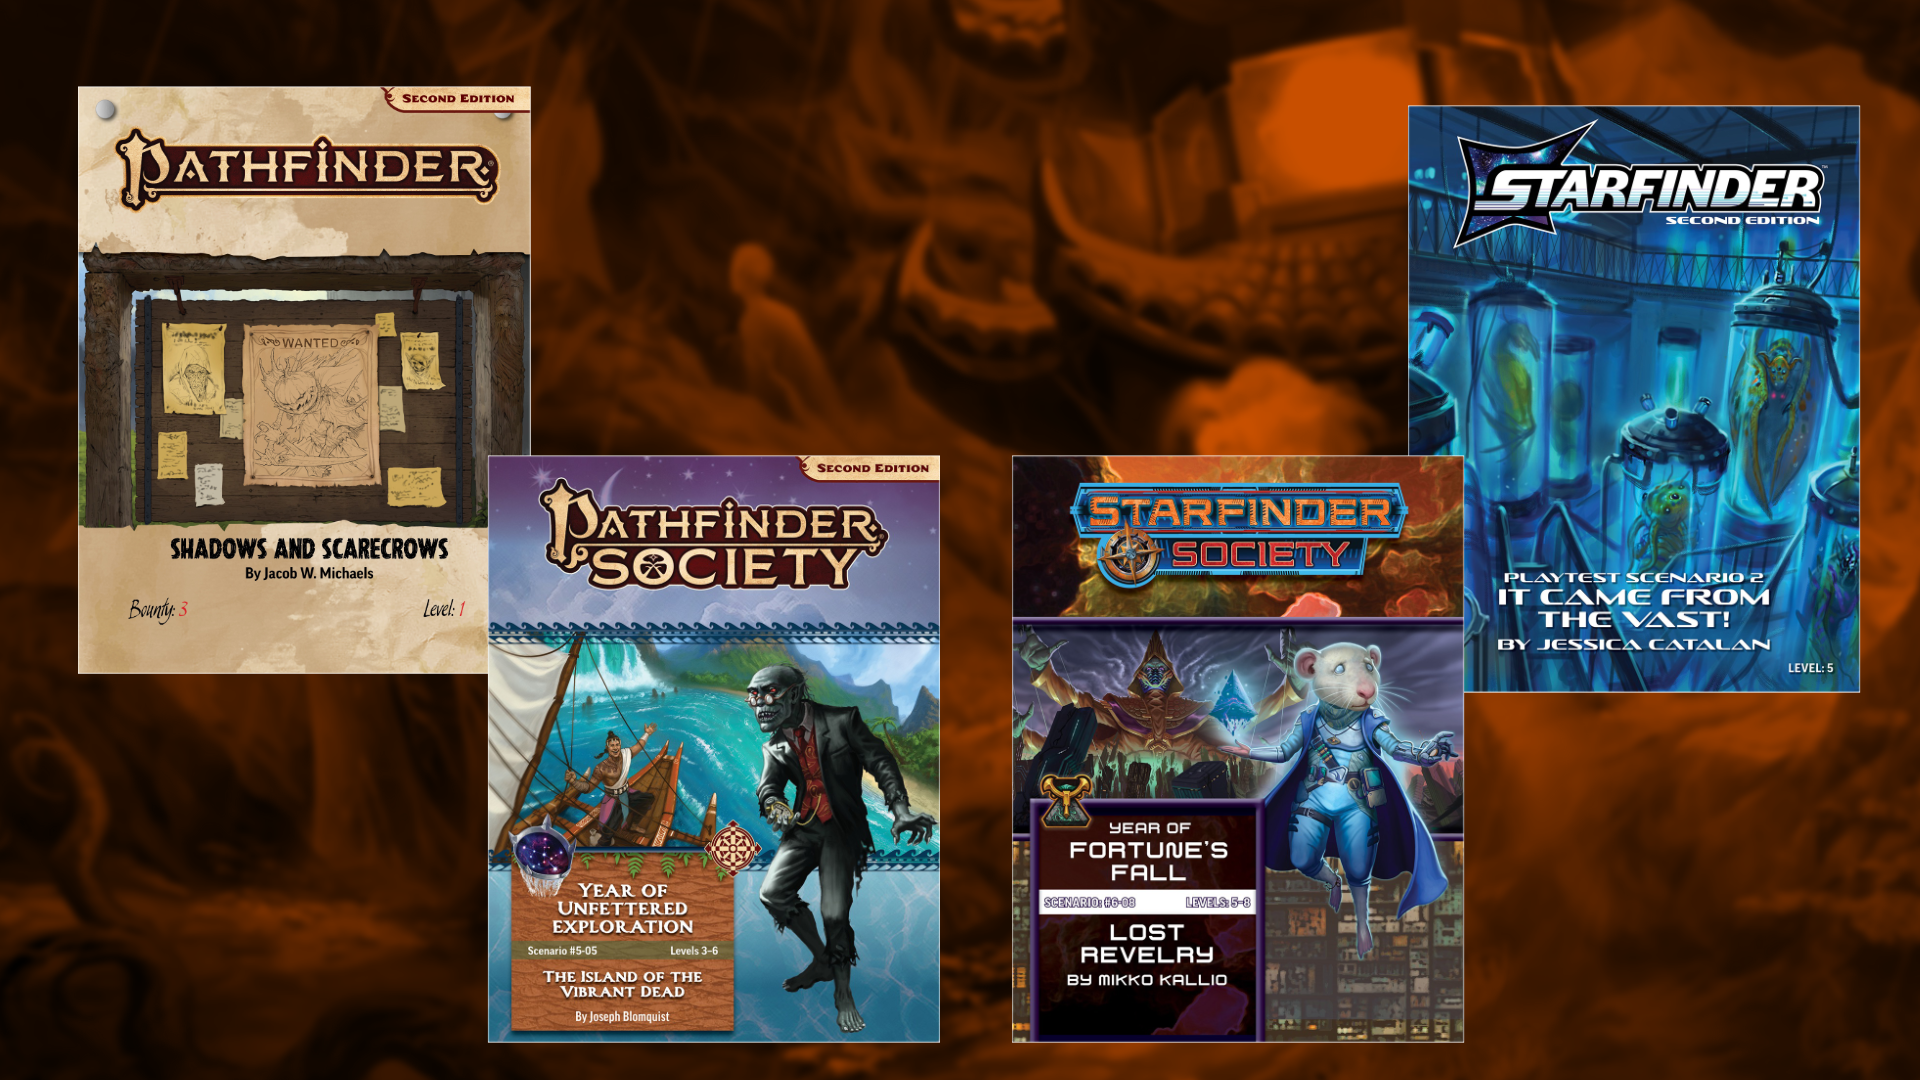 SECOND EDITION
PATHFINDER
WANTED
SHADOWS AND SCARECROWS
By Jacob W. Michaels
Bounty: 3
Level: 1
SECOND EDITION
PATHFINDER
SOCIETY
YEAR OF
UNFETTERED
EXPLORATION
Scenario #5-05
Levels 3–6
THE ISLAND OF THE
VIBRANT DEAD
By Joseph Blomquist
STARFINDER
SOCIETY
YEAR OF
FORTUNE'S
FALL
SCENARIO: #6-08
LEVELS: 5–8
LOST
REVELRY
BY MIKKO KALLIO
STARFINDER™
SECOND EDITION
PLAYTEST SCENARIO 2
IT CAME FROM
THE VAST!
BY JESSICA CATALAN
LEVEL: 5